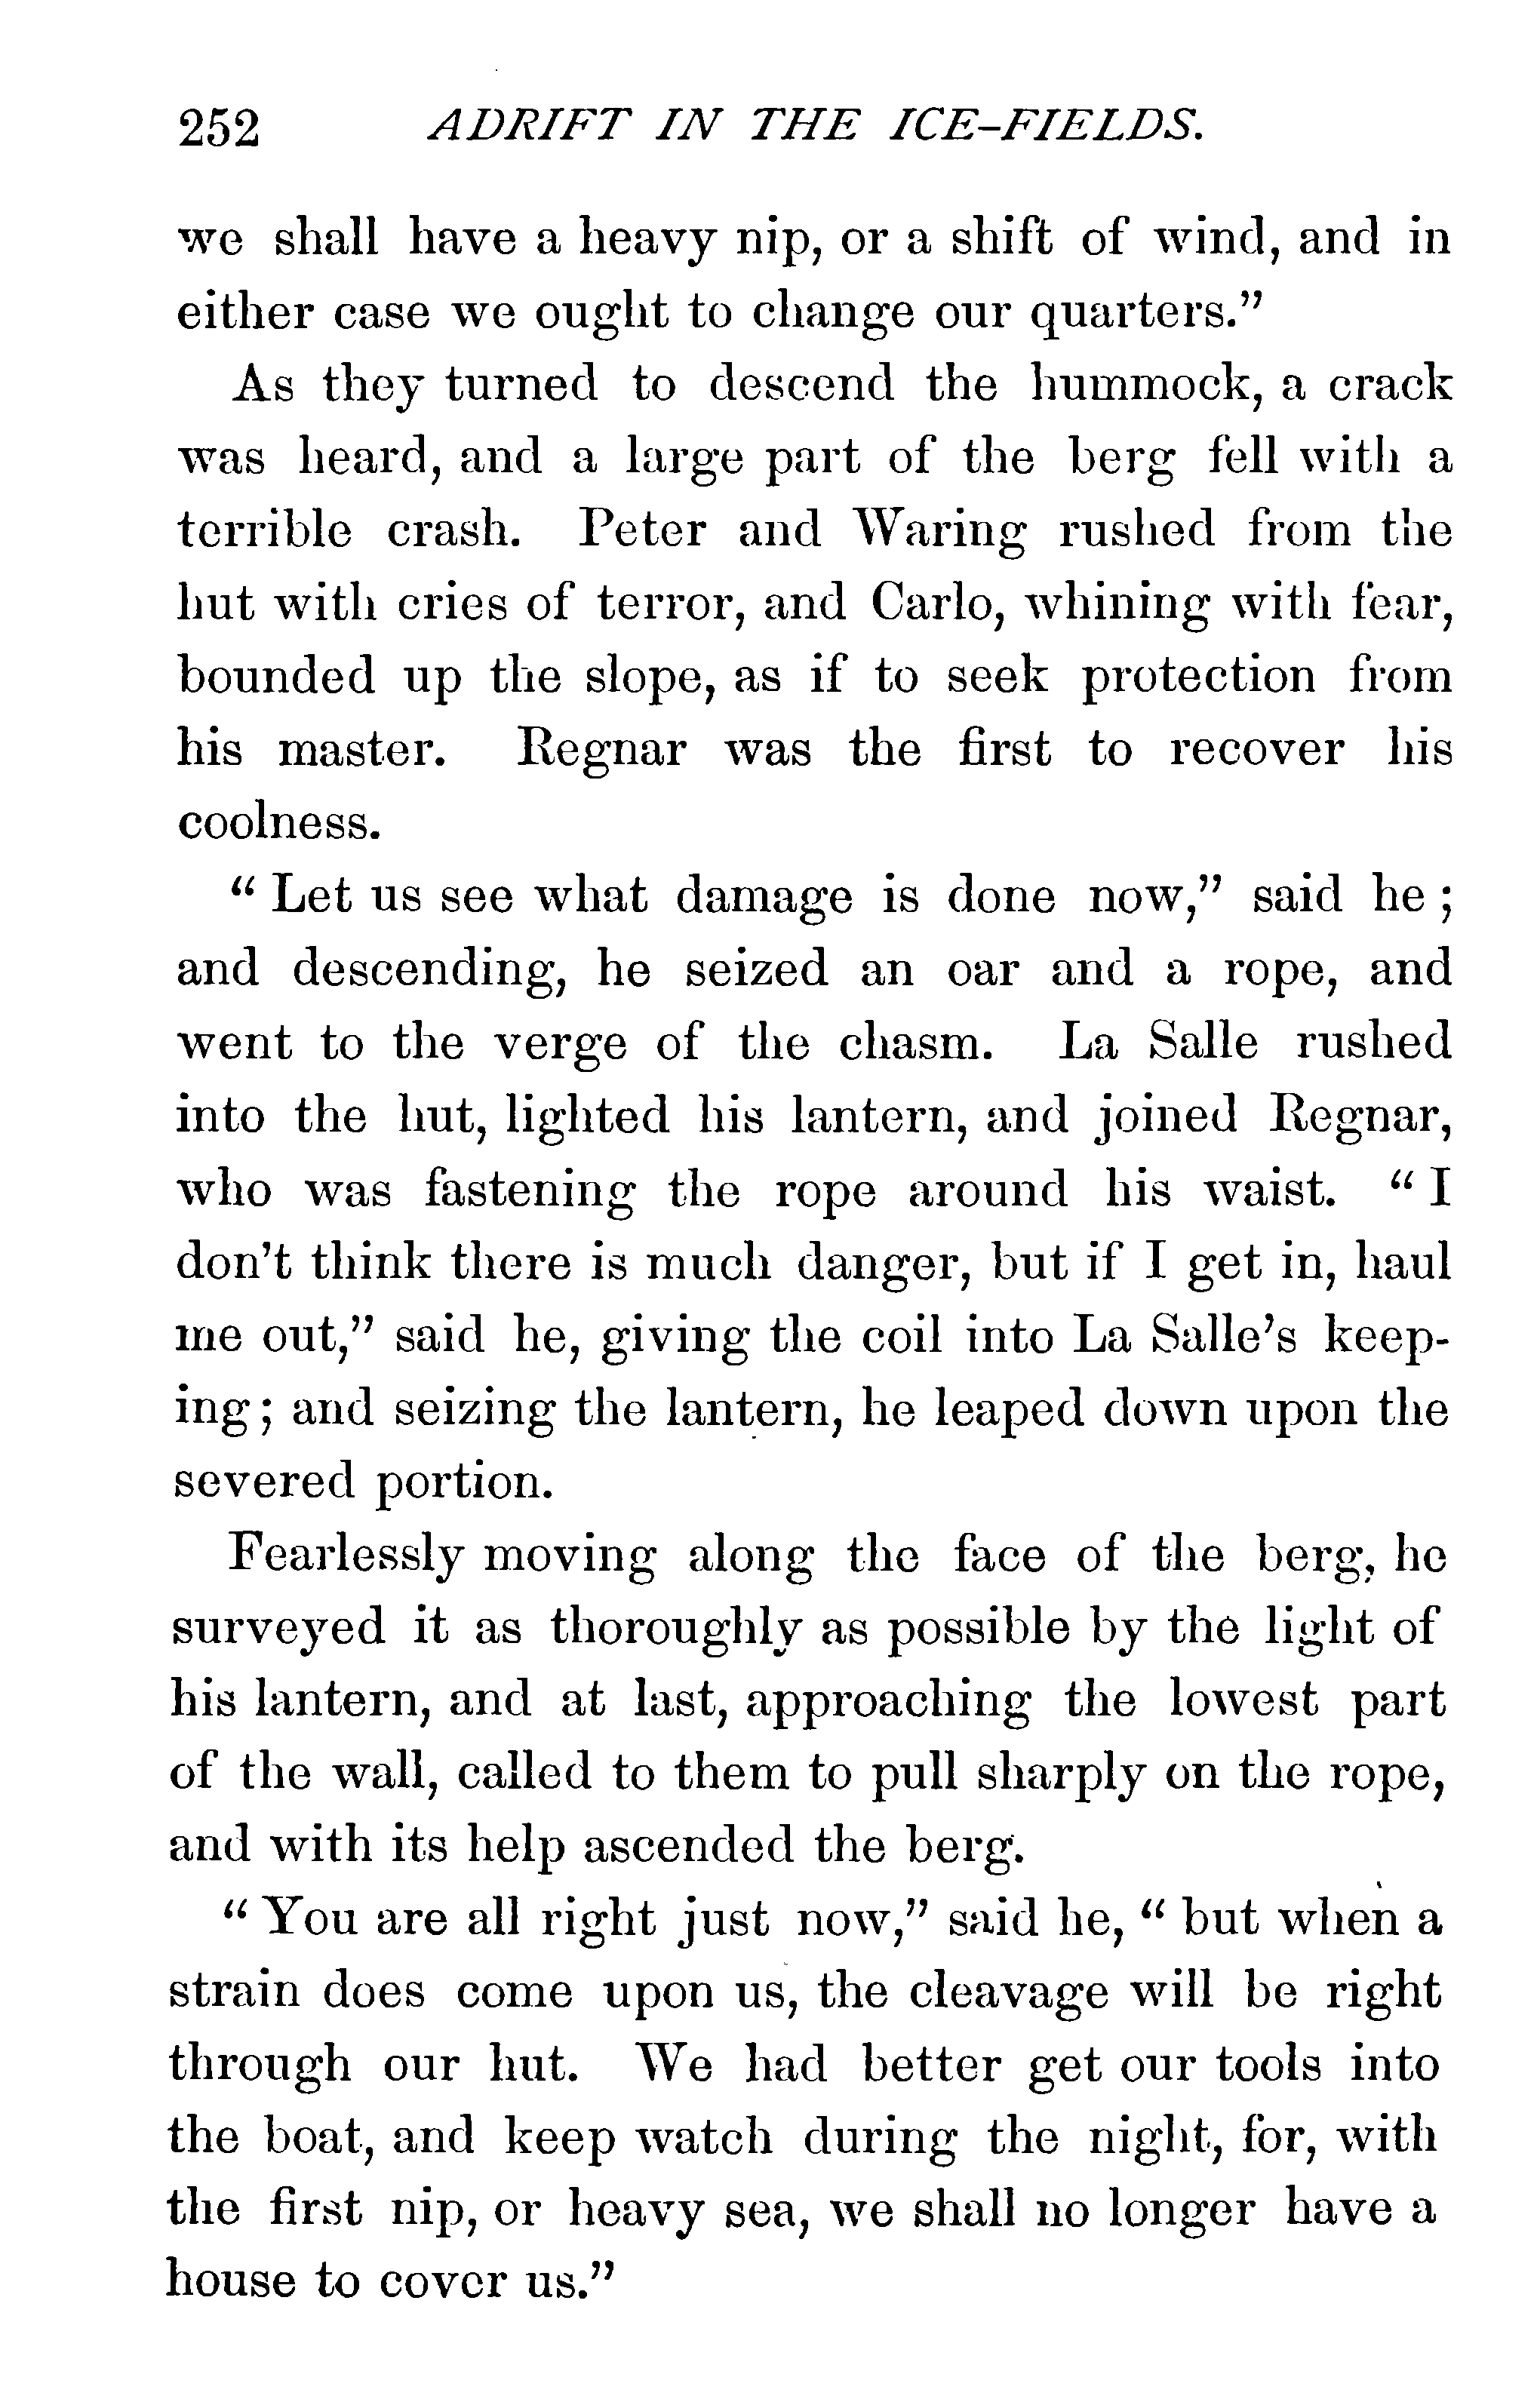 252 ADRIFT IN THE ICE-FIELDS.
we shall have a heavy nip, or a shift of wind, and in
either case we ought to change our quarters.”
As they turned to descend the hummock, a crack
was heard, and a large part of the berg fell with a
terrible crash. Peter and Waring rushed from the
hut with cries of terror, and Carlo, whining with fear,
bounded up the slope, as if to seek protection from
his master. Regnar was the first to recover his
coolness.
“ Let us see what damage is done now,” said he ;
and descending, he seized an oar and a rope, and
went to the verge of the chasm. La Salle rushed
into the hut, lighted his lantern, and joined Regnar,
who was fastening the rope around his waist. “ I
don’t think there is much danger, but if I get in, haul
me out,” said he, giving the coil into La Salle’s keep-
ing; and seizing the lantern, he leaped down upon the
severed portion.
Fearlessly moving along the face of the berg, he
surveyed it as thoroughly as possible by the light of
his lantern, and at last, approaching the lowest part
of the wall, called to them to pull sharply on the rope,
and with its help ascended the berg.
“ You are all right just now,” said he, “ but when a
strain does come upon us, the cleavage will be right
through our hut. We had better get our tools into
the boat, and keep watch during the night, for, with
the first nip, or heavy sea, we shall no longer have a
house to cover us.”